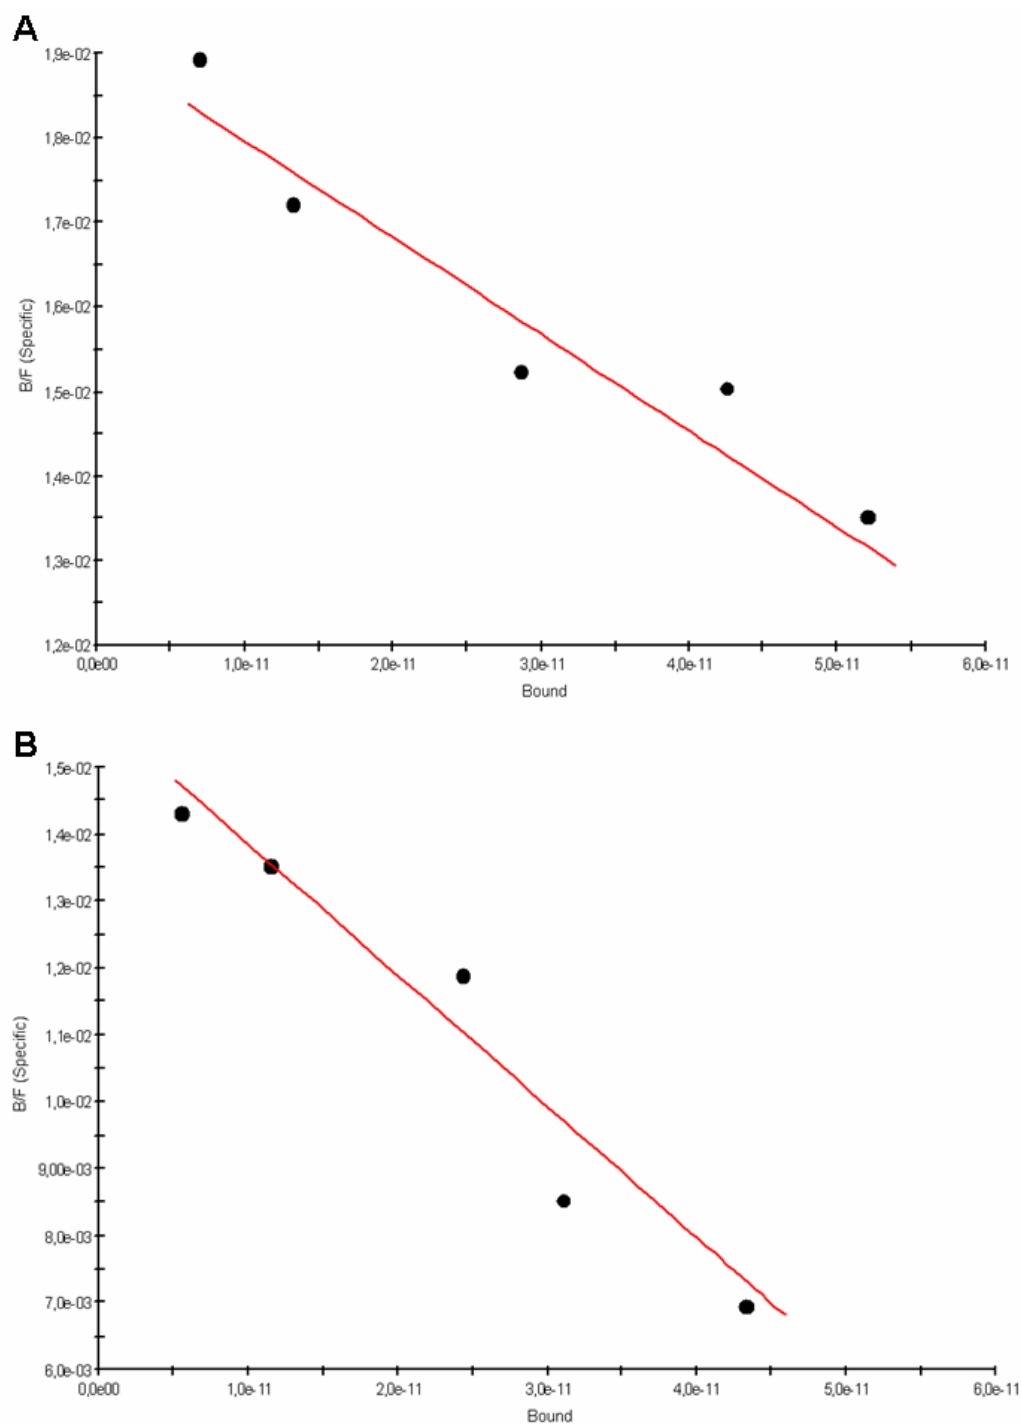 A
1,9e-02
1,8e-02
1,7e-02
1,6e-02
1,5e-02
1,4e-02
1,3e-02
1,2e-02
B/F (Specific)
0,0e00 1,0e-11 2,0e-11 3,0e-11 4,0e-11 5,0e-11 6,0e-11
Bound
B
1,5e-02
1,4e-02
1,3e-02
1,2e-02
1,1e-02
1,0e-02
9,00e-03
8,0e-03
7,0e-03
6,0e-03
B/F (Specific)
0,0e00 1,0e-11 2,0e-11 3,0e-11 4,0e-11 5,0e-11 6,0e-11
Bound